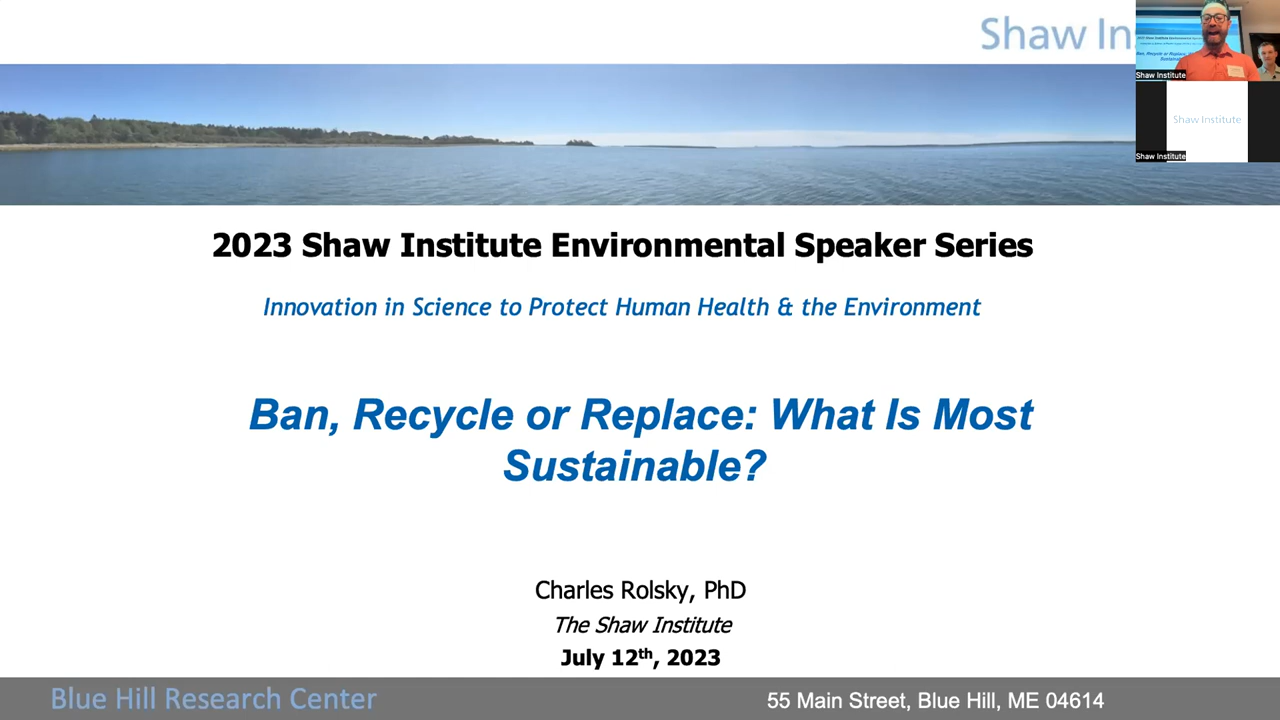 Shaw In
Shaw Institute
Shaw Institute
Shaw Institute
2023 Shaw Institute Environmental Speaker Series
Innovation in Science to Protect Human Health & the Environment
Ban, Recycle or Replace: What Is Most
Sustainable?
Charles Rolsky, PhD
The Shaw Institute
July 12th, 2023
Blue Hill Research Center
55 Main Street, Blue Hill, ME 04614